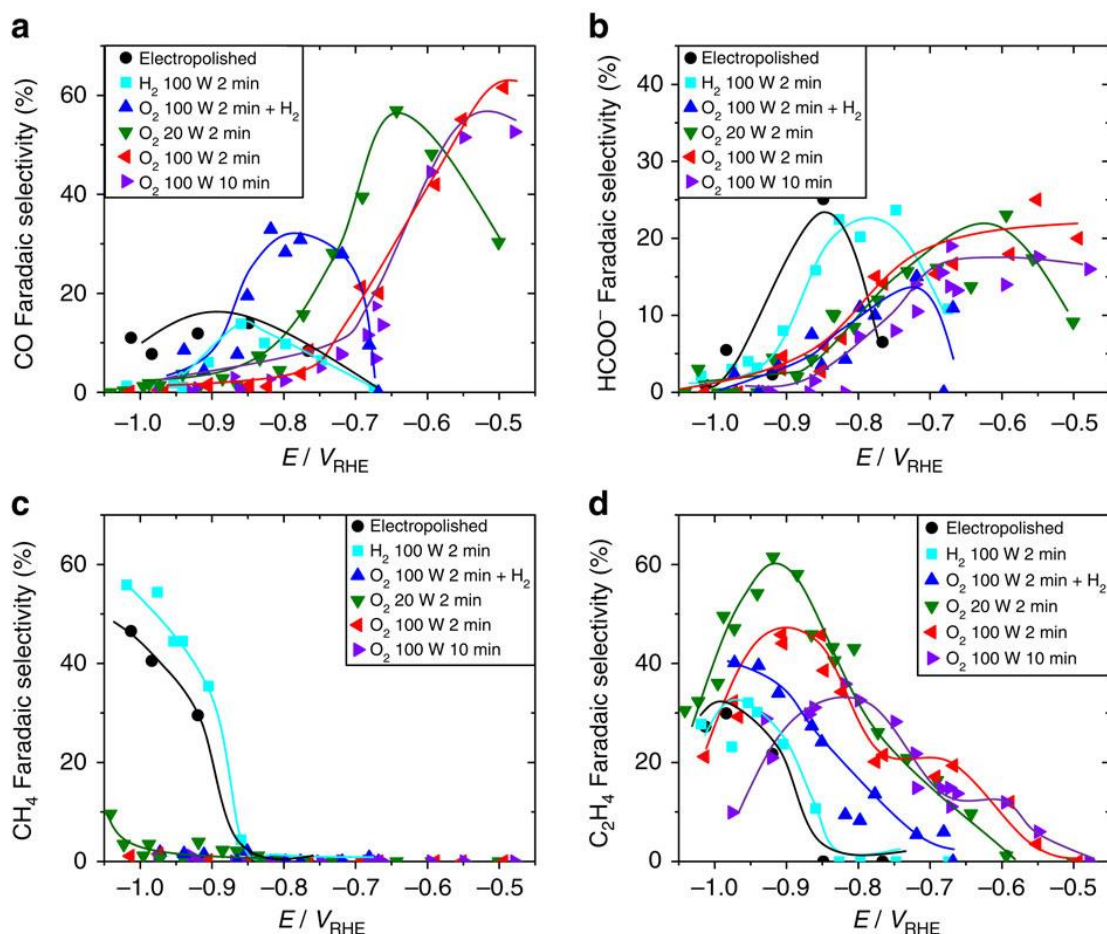 a
CO Faradaic selectivity (%)
60
40
20
0
Electropolished
H₂ 100 W 2 min
O₂ 100 W 2 min + H₂
O₂ 20 W 2 min
O₂ 100 W 2 min
O₂ 100 W 10 min
–1.0 –0.9 –0.8 –0.7 –0.6 –0.5
E / V_RHE
b
HCOO⁻ Faradaic selectivity (%)
40
30
20
10
0
Electropolished
H₂ 100 W 2 min
O₂ 100 W 2 min + H₂
O₂ 20 W 2 min
O₂ 100 W 2 min
O₂ 100 W 10 min
–1.0 –0.9 –0.8 –0.7 –0.6 –0.5
E / V_RHE
c
CH₄ Faradaic selectivity (%)
60
40
20
0
Electropolished
H₂ 100 W 2 min
O₂ 100 W 2 min + H₂
O₂ 20 W 2 min
O₂ 100 W 2 min
O₂ 100 W 10 min
–1.0 –0.9 –0.8 –0.7 –0.6 –0.5
E / V_RHE
d
C₂H₄ Faradaic selectivity (%)
60
40
20
0
Electropolished
H₂ 100 W 2 min
O₂ 100 W 2 min + H₂
O₂ 20 W 2 min
O₂ 100 W 2 min
O₂ 100 W 10 min
–1.0 –0.9 –0.8 –0.7 –0.6 –0.5
E / V_RHE